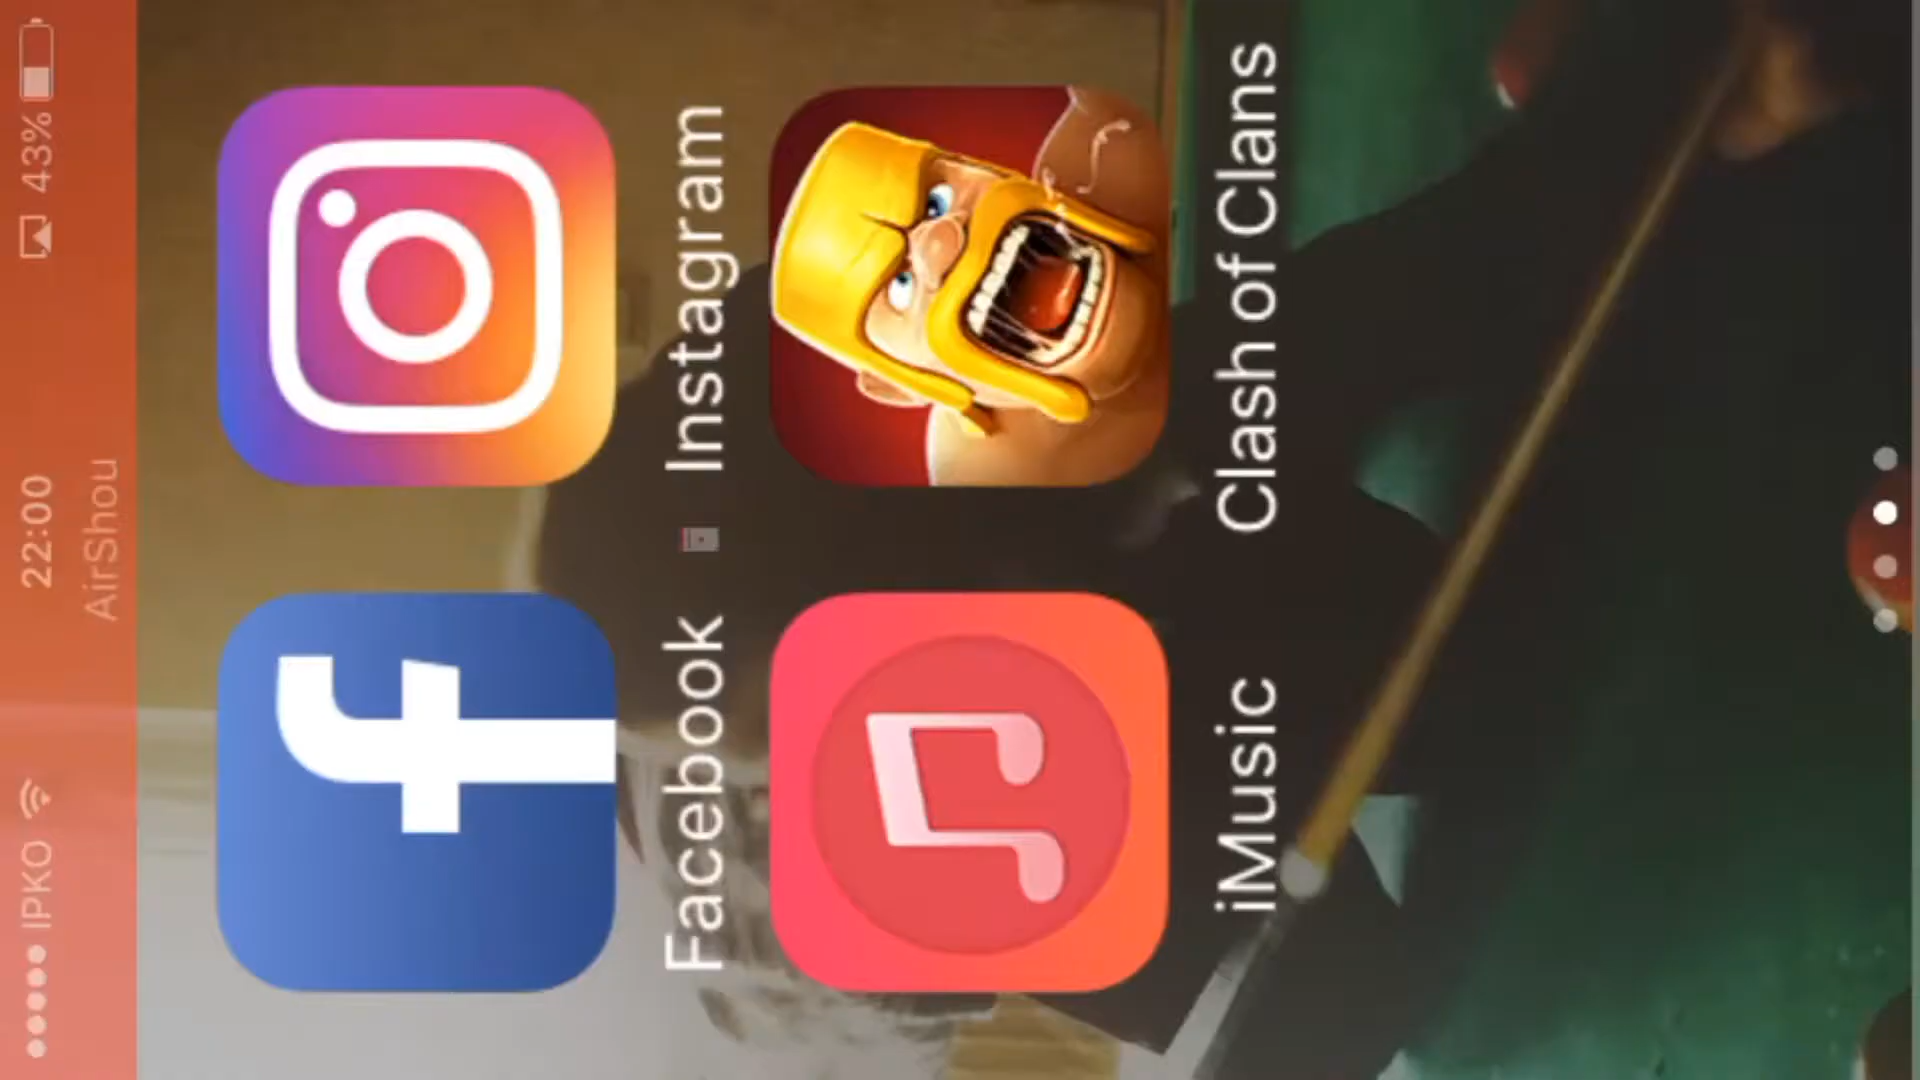 IPKO 22:00 43%
AirShou
Facebook Instagram
iMusic Clash of Clans